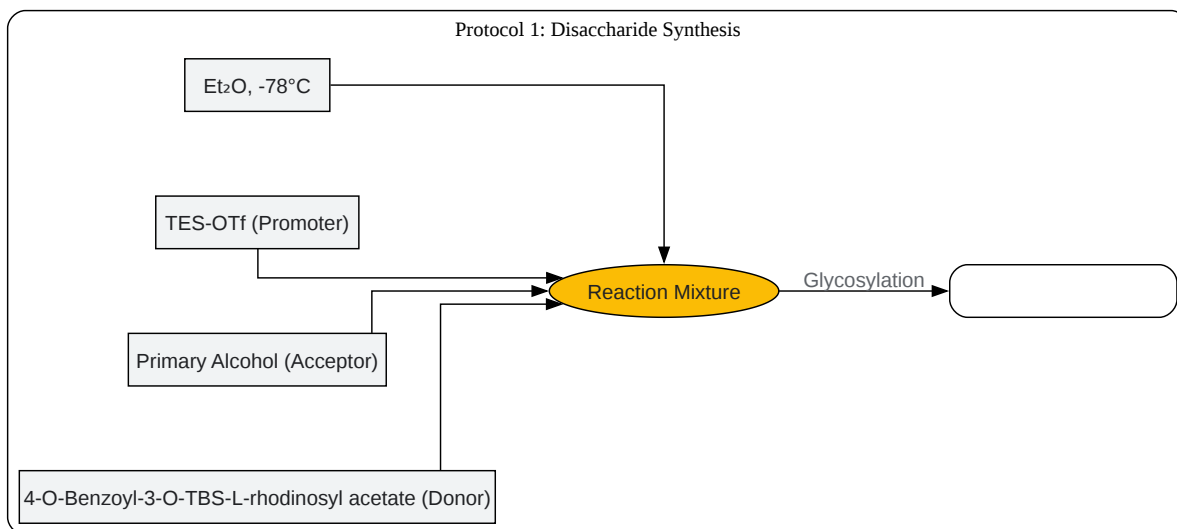 Protocol 1: Disaccharide Synthesis
Et₂O, -78°C
TES-OTf (Promoter)
Reaction Mixture
Glycosylation
Primary Alcohol (Acceptor)
4-O-Benzoyl-3-O-TBS-L-rhodinosyl acetate (Donor)